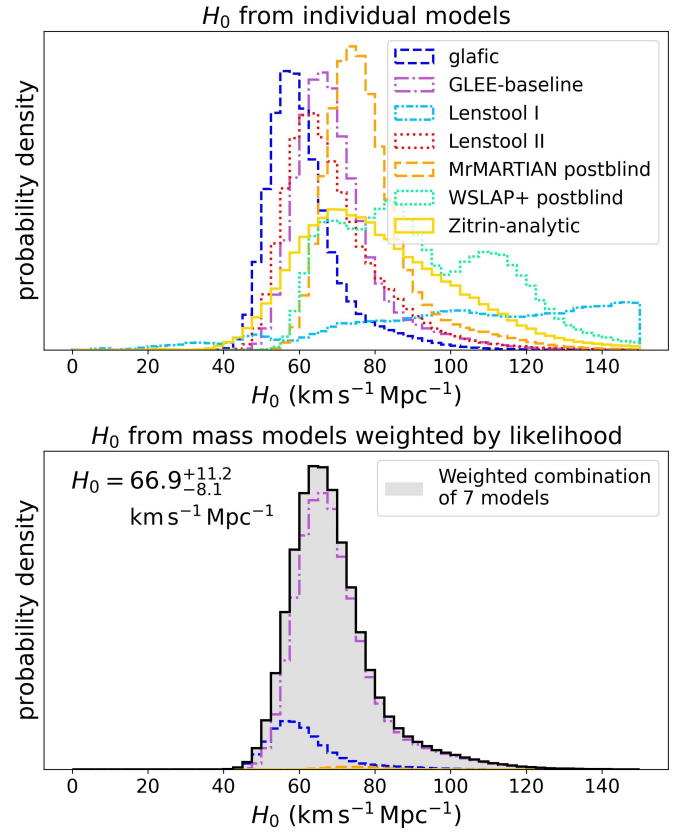 H₀ from individual models
probability density
glafic
GLEE-baseline
Lenstool I
Lenstool II
MrMARTIAN postblind
WSLAP+ postblind
Zitrin-analytic
0 20 40 60 80 100 120 140
H₀ (km s⁻¹ Mpc⁻¹)
H₀ from mass models weighted by likelihood
probability density
H₀ = 66.9⁺¹¹·²₋₈.₁
km s⁻¹ Mpc⁻¹
Weighted combination
of 7 models
0 20 40 60 80 100 120 140
H₀ (km s⁻¹ Mpc⁻¹)